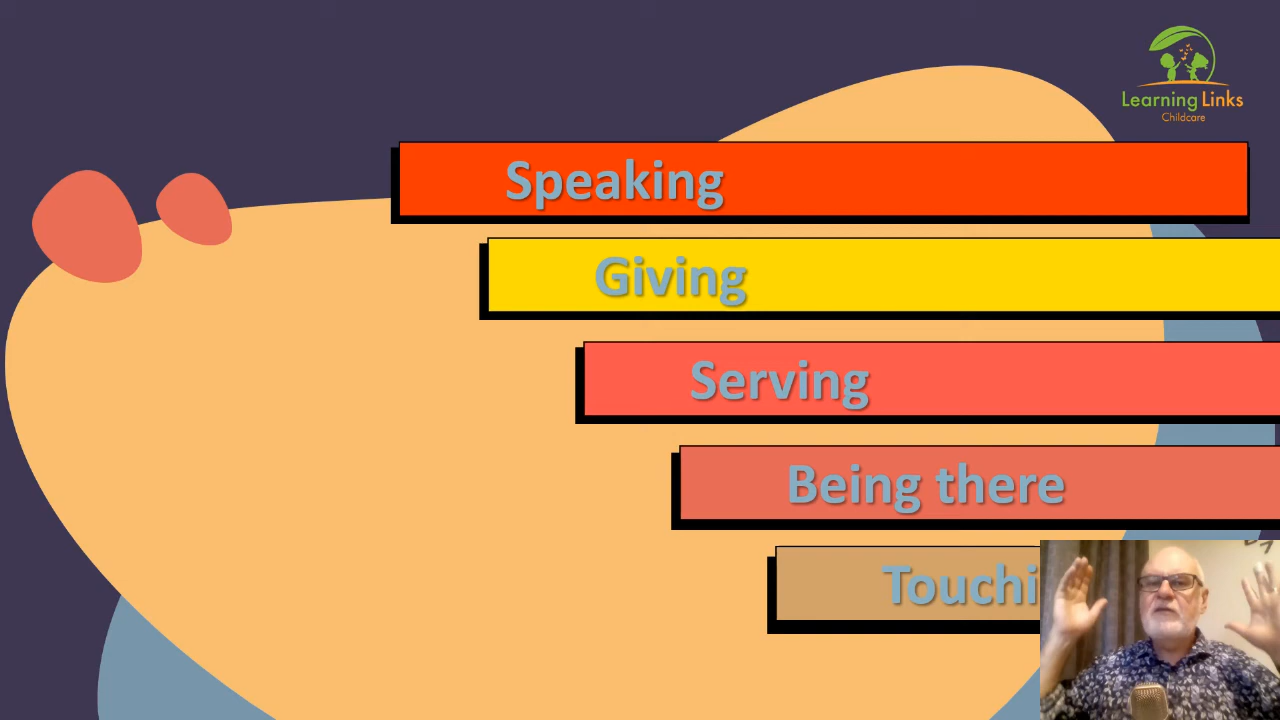 Learning Links
Childcare
Speaking
Giving
Serving
Being there
Touchi